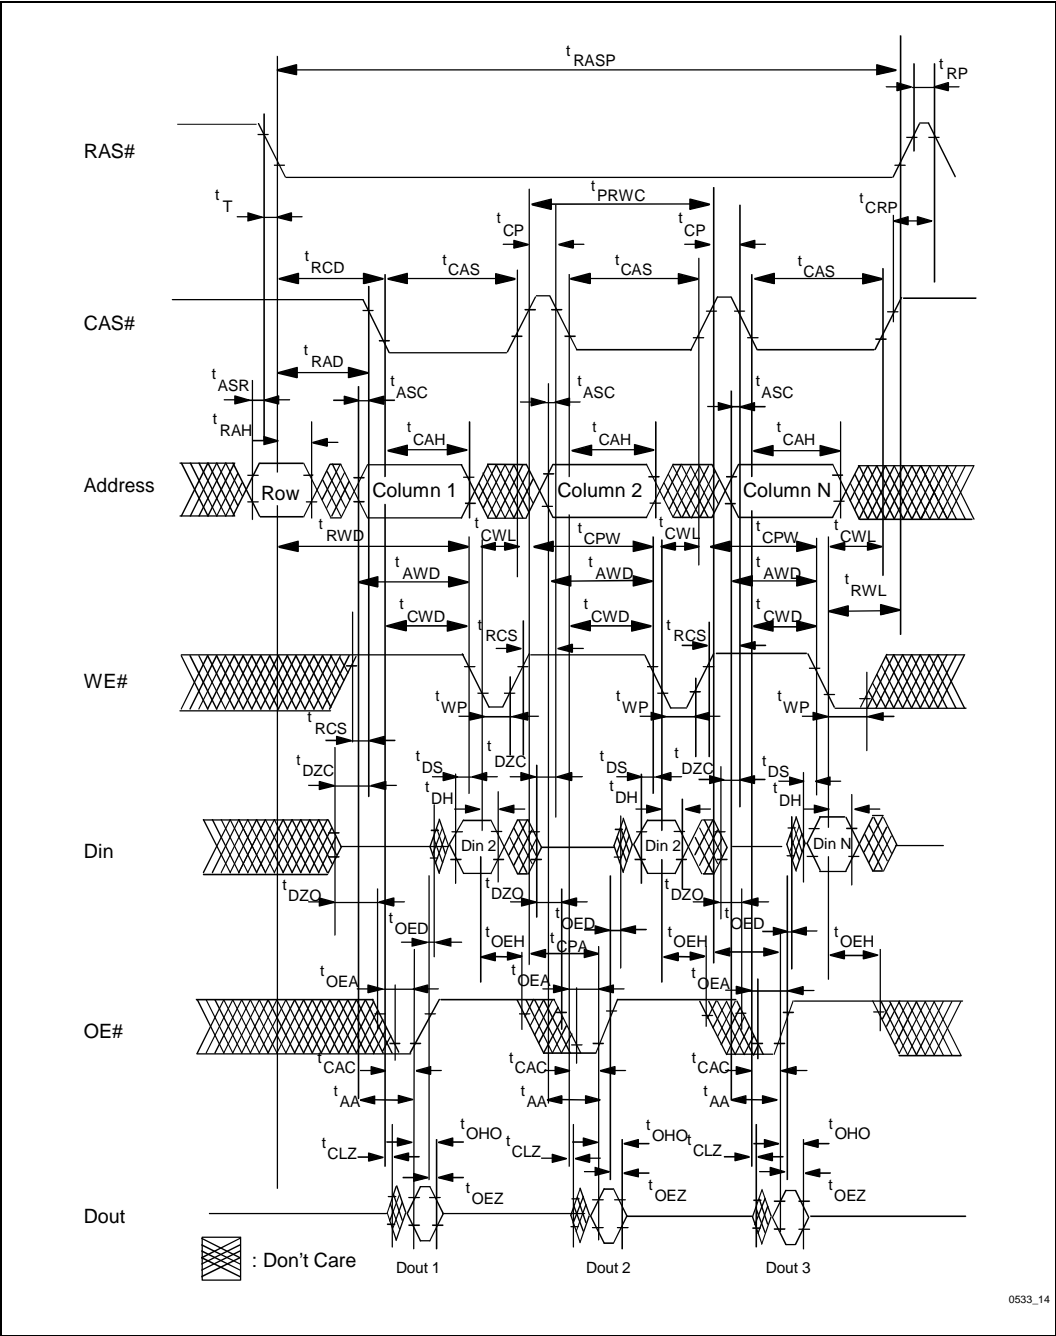 tRASP
tRP
RAS#
tT
tPRWC
tCRP
tCP tCP
tRCD tCAS tCAS tCAS
CAS#
tRAD
tASR tASC tASC
tRAH tCAH tCAH tCAH
Address Row Column 1 Column 2 Column N
tRWD tCWL tCPW tCWL tCPW tCWL
tAWD tAWD tAWD tRWL
tCWD tCWD tCWD
tRCS tRCS
WE#
tWP tWP tWP
tRCS
tDZC tDS tDZC tDS tDZC tDS
tDH tDH tDH
Din Din 2 Din 2 Din N
tDZO tDZO tDZO
tOED tOED tOED
tOEH tCPA tOEH tOEH
tOEA tOEA tOEA
OE#
tCAC tCAC tCAC
tAA tAA tAA
tCLZ tOHO tCLZ tOHO tCLZ tOHO
tOEZ tOEZ tOEZ
Dout
: Don't Care
Dout 1 Dout 2 Dout 3
0533_14